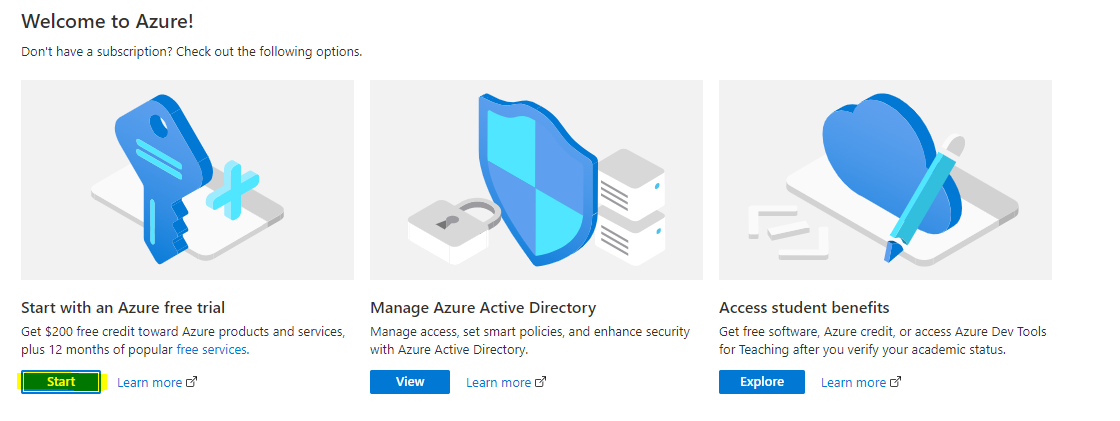 Welcome to Azure!
Don't have a subscription? Check out the following options.
Start with an Azure free trial
Get $200 free credit toward Azure products and services,
plus 12 months of popular free services.
Start
Learn more
Manage Azure Active Directory
Manage access, set smart policies, and enhance security
with Azure Active Directory.
View
Learn more
Access student benefits
Get free software, Azure credit, or access Azure Dev Tools
for Teaching after you verify your academic status.
Explore
Learn more